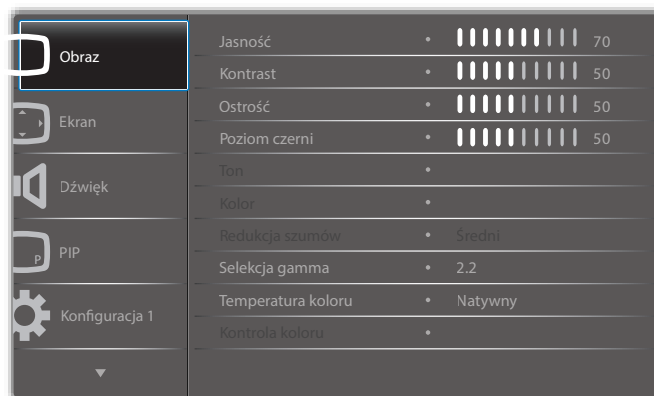 Obraz
Ekran
Dźwięk
PIP
P
Konfiguracja 1
Jasność • 70
Kontrast • 50
Ostrość • 50
Poziom czerni • 50
Ton •
Kolor •
Redukcja szumów • Średni
Selekcja gamma • 2.2
Temperatura koloru • Natywny
Kontrola koloru •